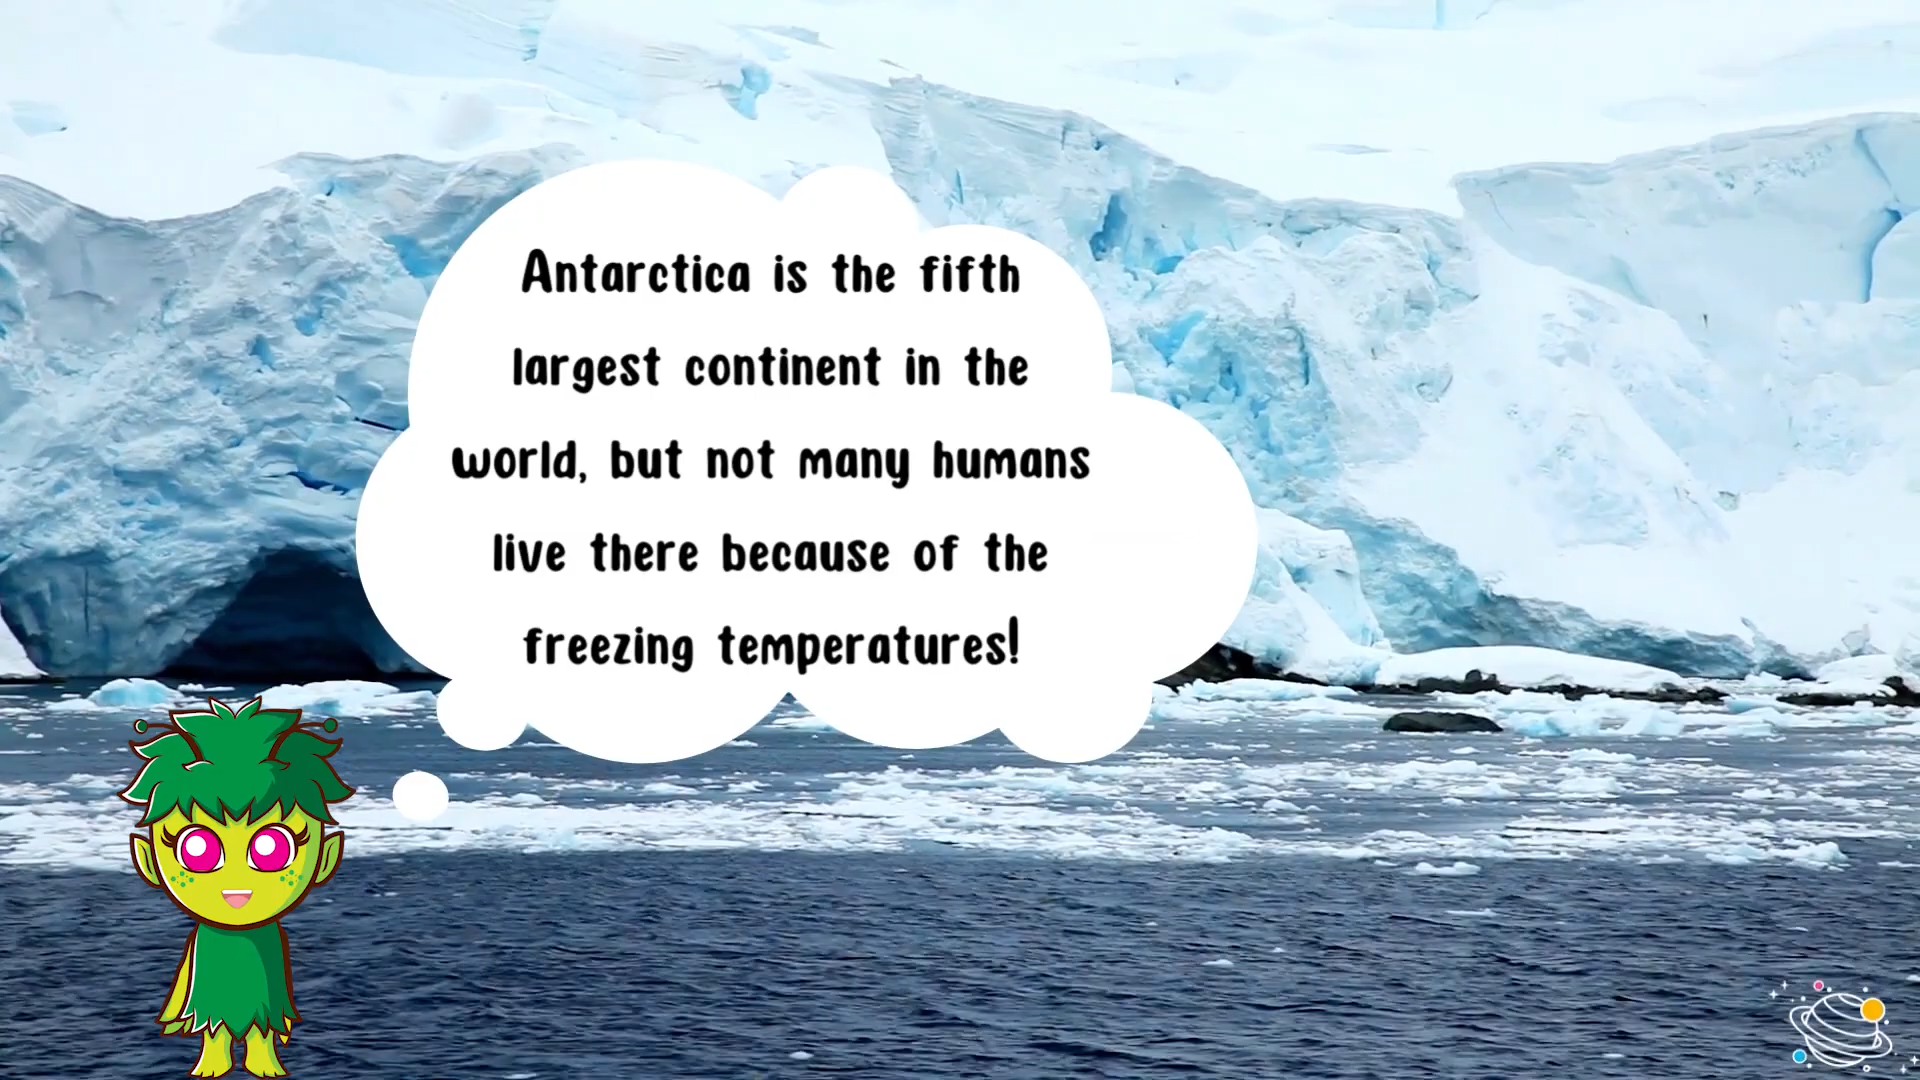 Antarctica is the fifth
largest continent in the
world, but not many humans
live there because of the
freezing temperatures!